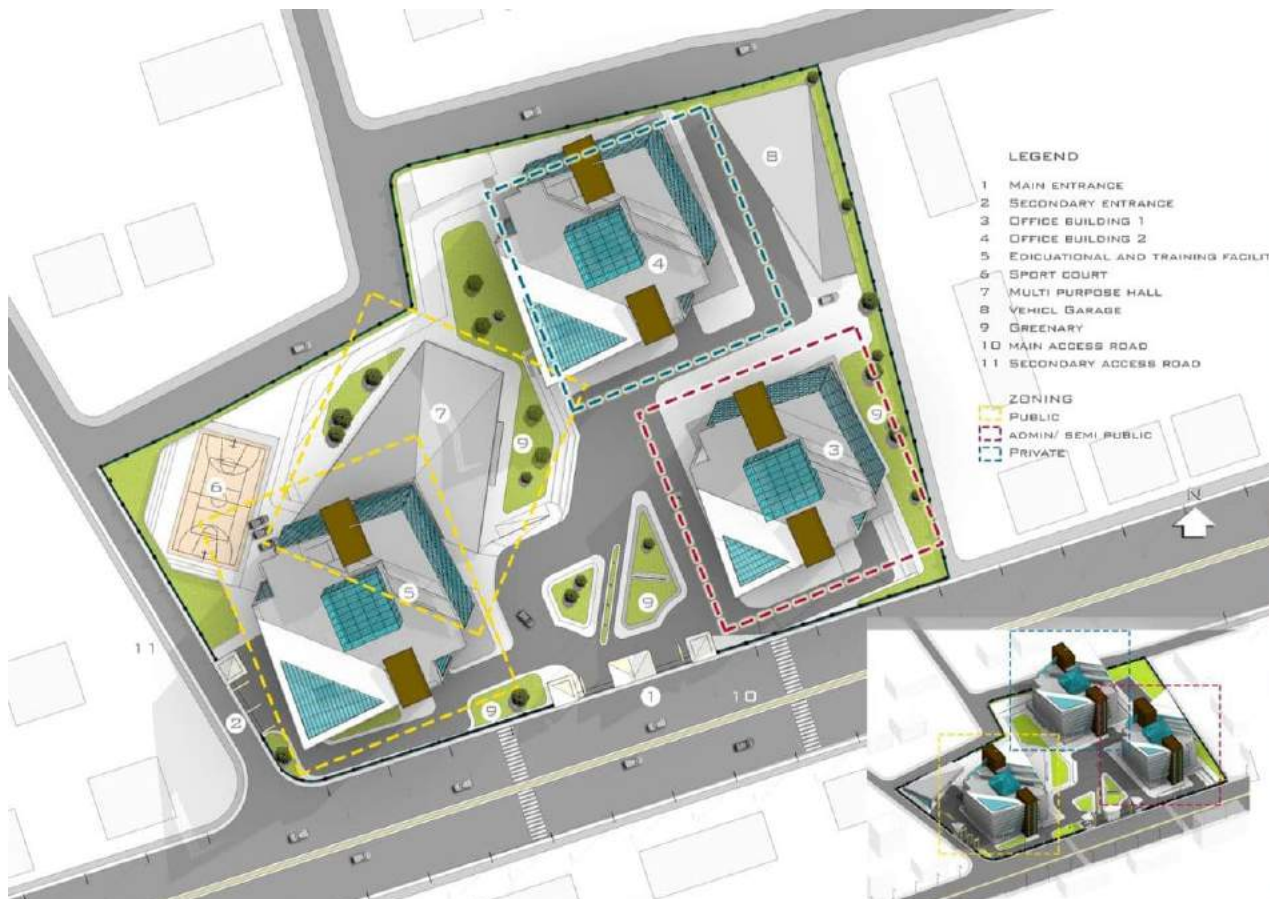 8
4
7
9
3
9
6
5
9
11
2
9
1
10
N
LEGEND
1 MAIN ENTRANCE
2 SECONDARY ENTRANCE
3 OFFICE BUILDING 1
4 OFFICE BUILDING 2
5 EDICUATIONAL AND TRAINING FACILIT
6 SPORT COURT
7 MULTI PURPOSE HALL
8 VEHICL GARAGE
9 GREENARY
10 MAIN ACCESS ROAD
11 SECONDARY ACCESS ROAD
ZONING
PUBLIC
ADMIN/ SEMI PUBLIC
PRIVATE